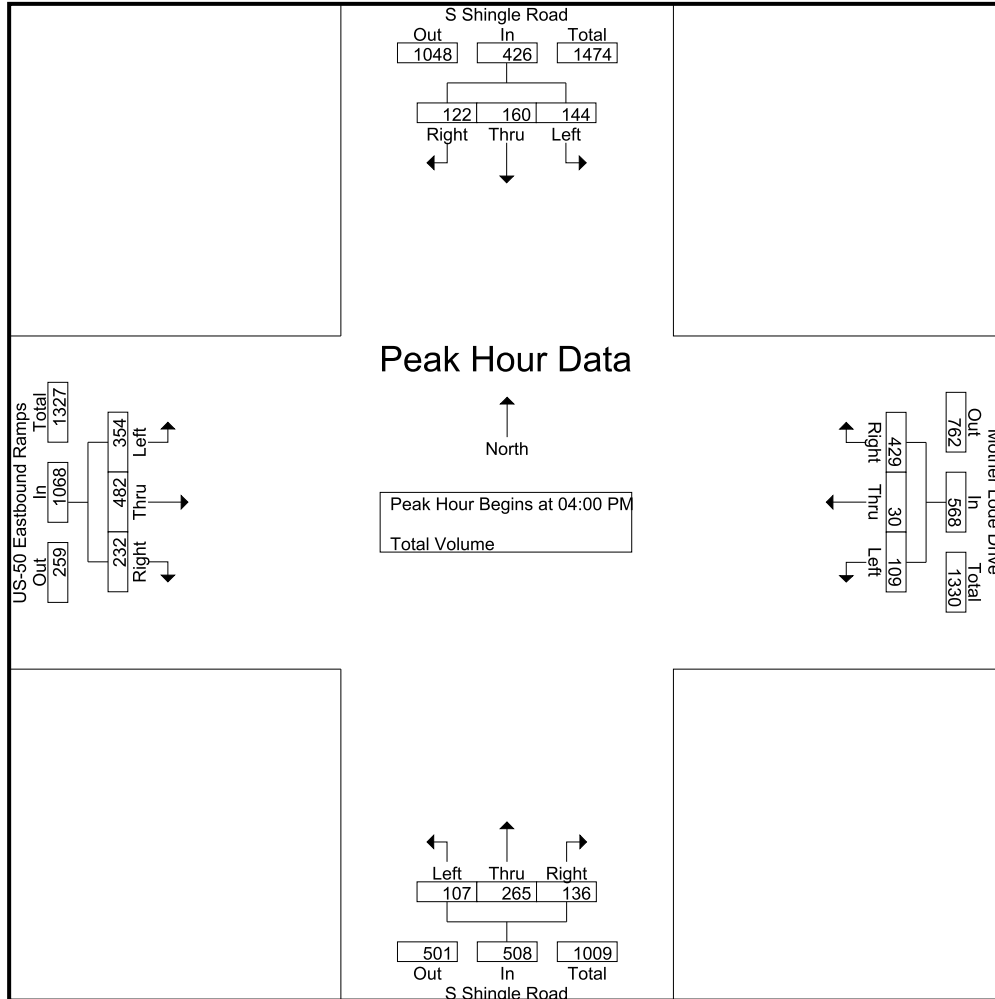 S Shingle Road
Out In Total
1048 426 1474
122 160 144
Right Thru Left
Peak Hour Data
North
Peak Hour Begins at 04:00 PM
Total Volume
US-50 Eastbound Ramps
Total In Out
1327 1068 259
354 482 232
Left Thru Right
Mother Lode Drive
Out In Total
762 568 1330
429 30 109
Right Thru Left
Left Thru Right
107 265 136
501 508 1009
Out In Total
S Shingle Road